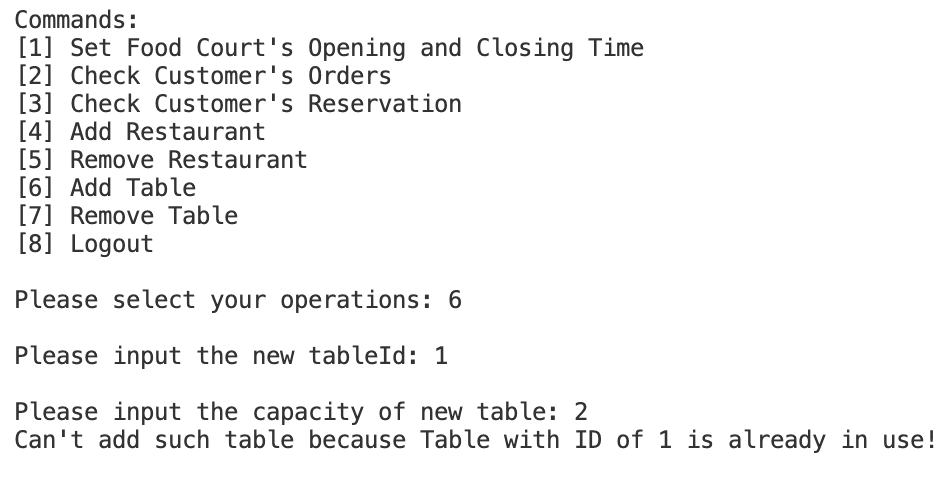 Commands:
[1] Set Food Court's Opening and Closing Time
[2] Check Customer's Orders
[3] Check Customer's Reservation
[4] Add Restaurant
[5] Remove Restaurant
[6] Add Table
[7] Remove Table
[8] Logout
Please select your operations: 6
Please input the new tableId: 1
Please input the capacity of new table: 2
Can't add such table because Table with ID of 1 is already in use!